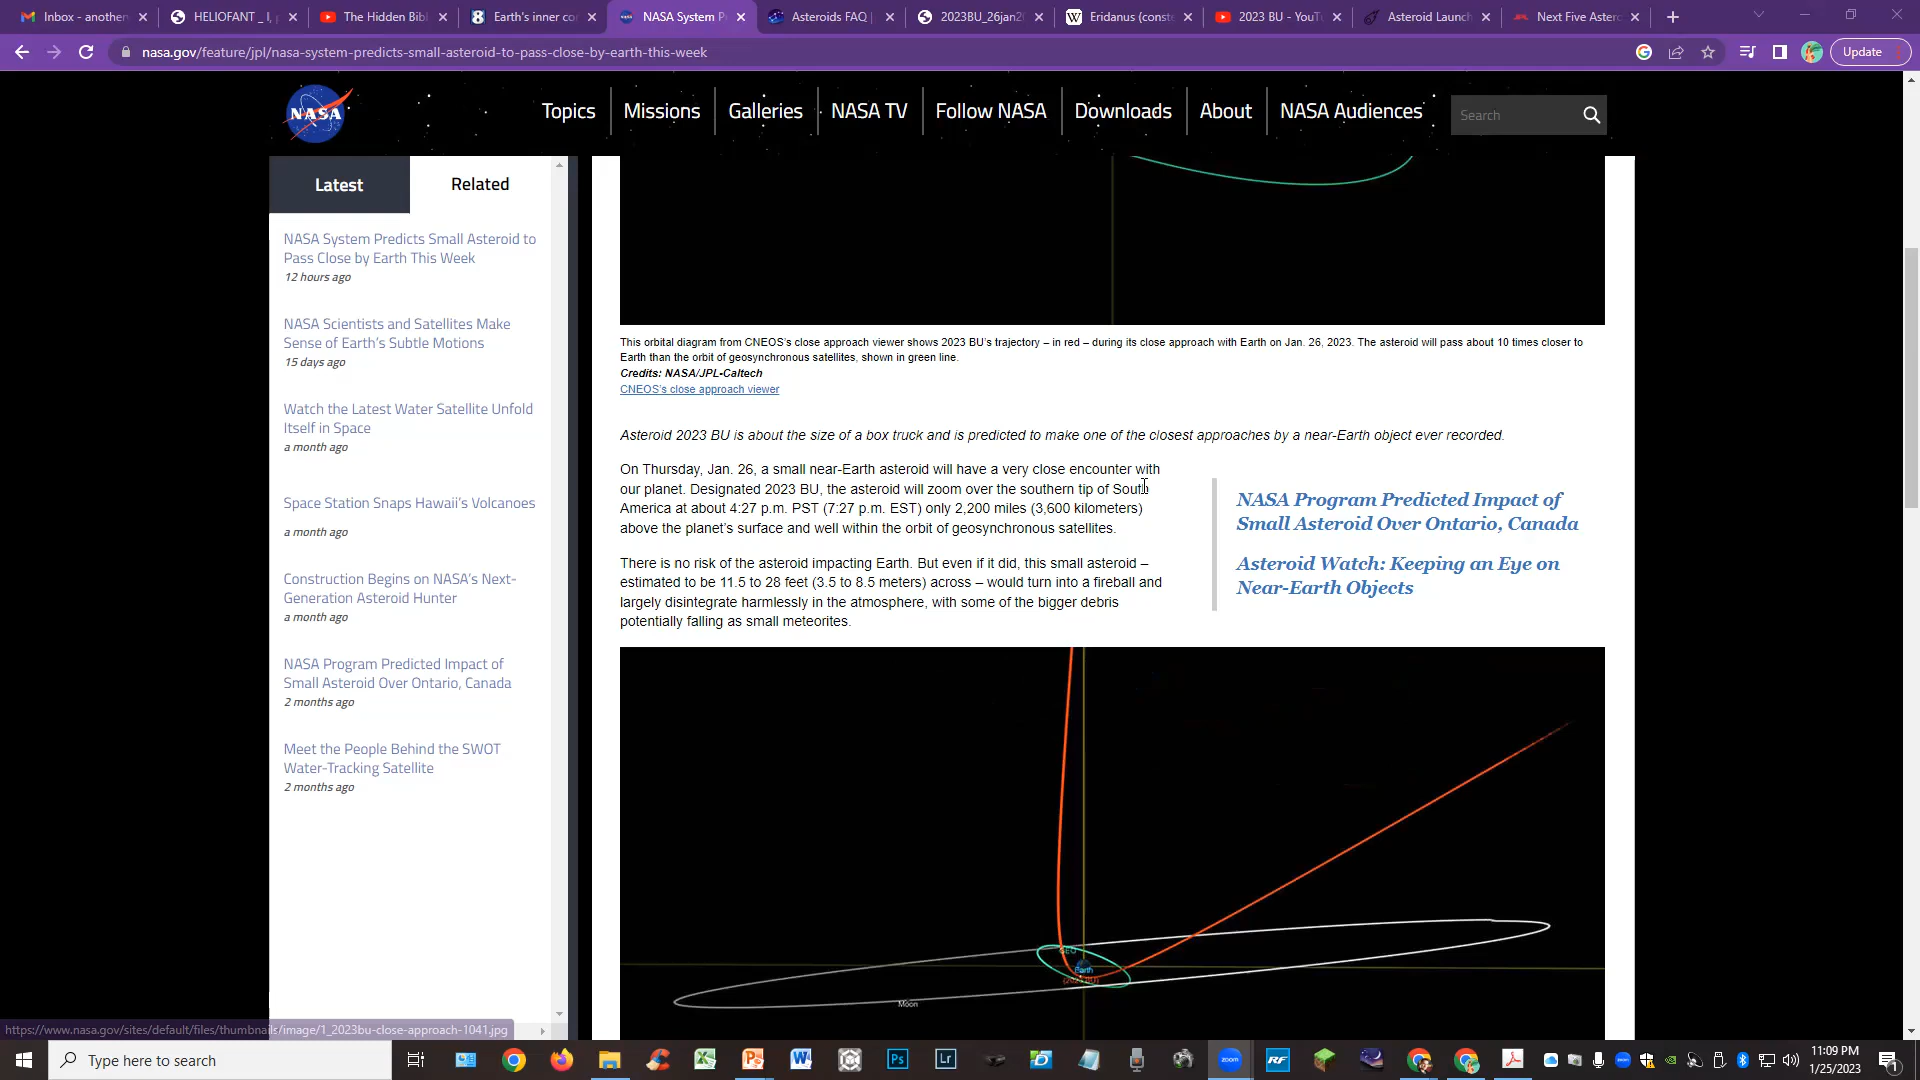 Inbox - anothen
HELIOFANT _ I,
The Hidden Bib
Earth's inner co
NASA System P
Asteroids FAQ
2023BU_26jan2
Eridanus (const
2023 BU - YouTu
Asteroid Launch
Next Five Astero
nasa.gov/feature/jpl/nasa-system-predicts-small-asteroid-to-pass-close-by-earth-this-week
Update
NASA
Topics
Missions
Galleries
NASA TV
Follow NASA
Downloads
About
NASA Audiences
Search
Latest
Related
NASA System Predicts Small Asteroid to
Pass Close by Earth This Week
12 hours ago
NASA Scientists and Satellites Make
Sense of Earth's Subtle Motions
15 days ago
Watch the Latest Water Satellite Unfold
Itself in Space
a month ago
Space Station Snaps Hawaii's Volcanoes
a month ago
Construction Begins on NASA's Next-
Generation Asteroid Hunter
a month ago
NASA Program Predicted Impact of
Small Asteroid Over Ontario, Canada
2 months ago
Meet the People Behind the SWOT
Water-Tracking Satellite
2 months ago
This orbital diagram from CNEOS's close approach viewer shows 2023 BU's trajectory – in red – during its close approach with Earth on Jan. 26, 2023. The asteroid will pass about 10 times closer to
Earth than the orbit of geosynchronous satellites, shown in green line.
Credits: NASA/JPL-Caltech
CNEOS's close approach viewer
Asteroid 2023 BU is about the size of a box truck and is predicted to make one of the closest approaches by a near-Earth object ever recorded.
On Thursday, Jan. 26, a small near-Earth asteroid will have a very close encounter with
our planet. Designated 2023 BU, the asteroid will zoom over the southern tip of South
America at about 4:27 p.m. PST (7:27 p.m. EST) only 2,200 miles (3,600 kilometers)
above the planet's surface and well within the orbit of geosynchronous satellites.
There is no risk of the asteroid impacting Earth. But even if it did, this small asteroid –
estimated to be 11.5 to 28 feet (3.5 to 8.5 meters) across – would turn into a fireball and
largely disintegrate harmlessly in the atmosphere, with some of the bigger debris
potentially falling as small meteorites.
NASA Program Predicted Impact of
Small Asteroid Over Ontario, Canada
Asteroid Watch: Keeping an Eye on
Near-Earth Objects
GEO
Earth
Moon
https://www.nasa.gov/sites/default/files/thumbnails/image/1_2023bu-close-approach-1041.jpg
Type here to search
zoom
RF
11:09 PM
1/25/2023